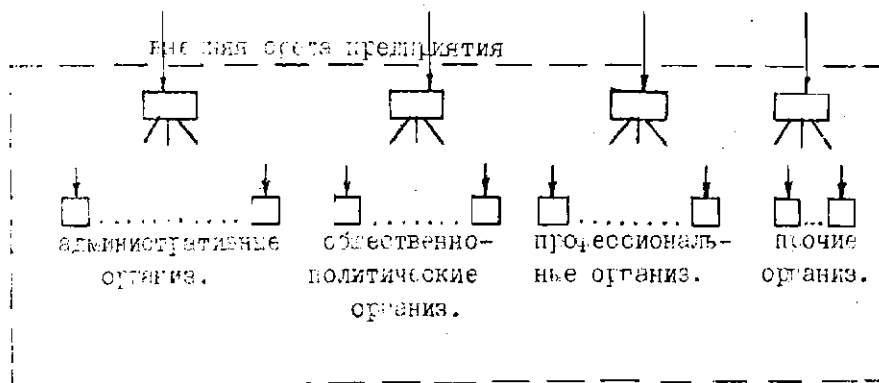 внешняя среда предприятия
административные
организ.
общественно-
политические
организ.
профессиональ-
ные организ.
прочие
организ.